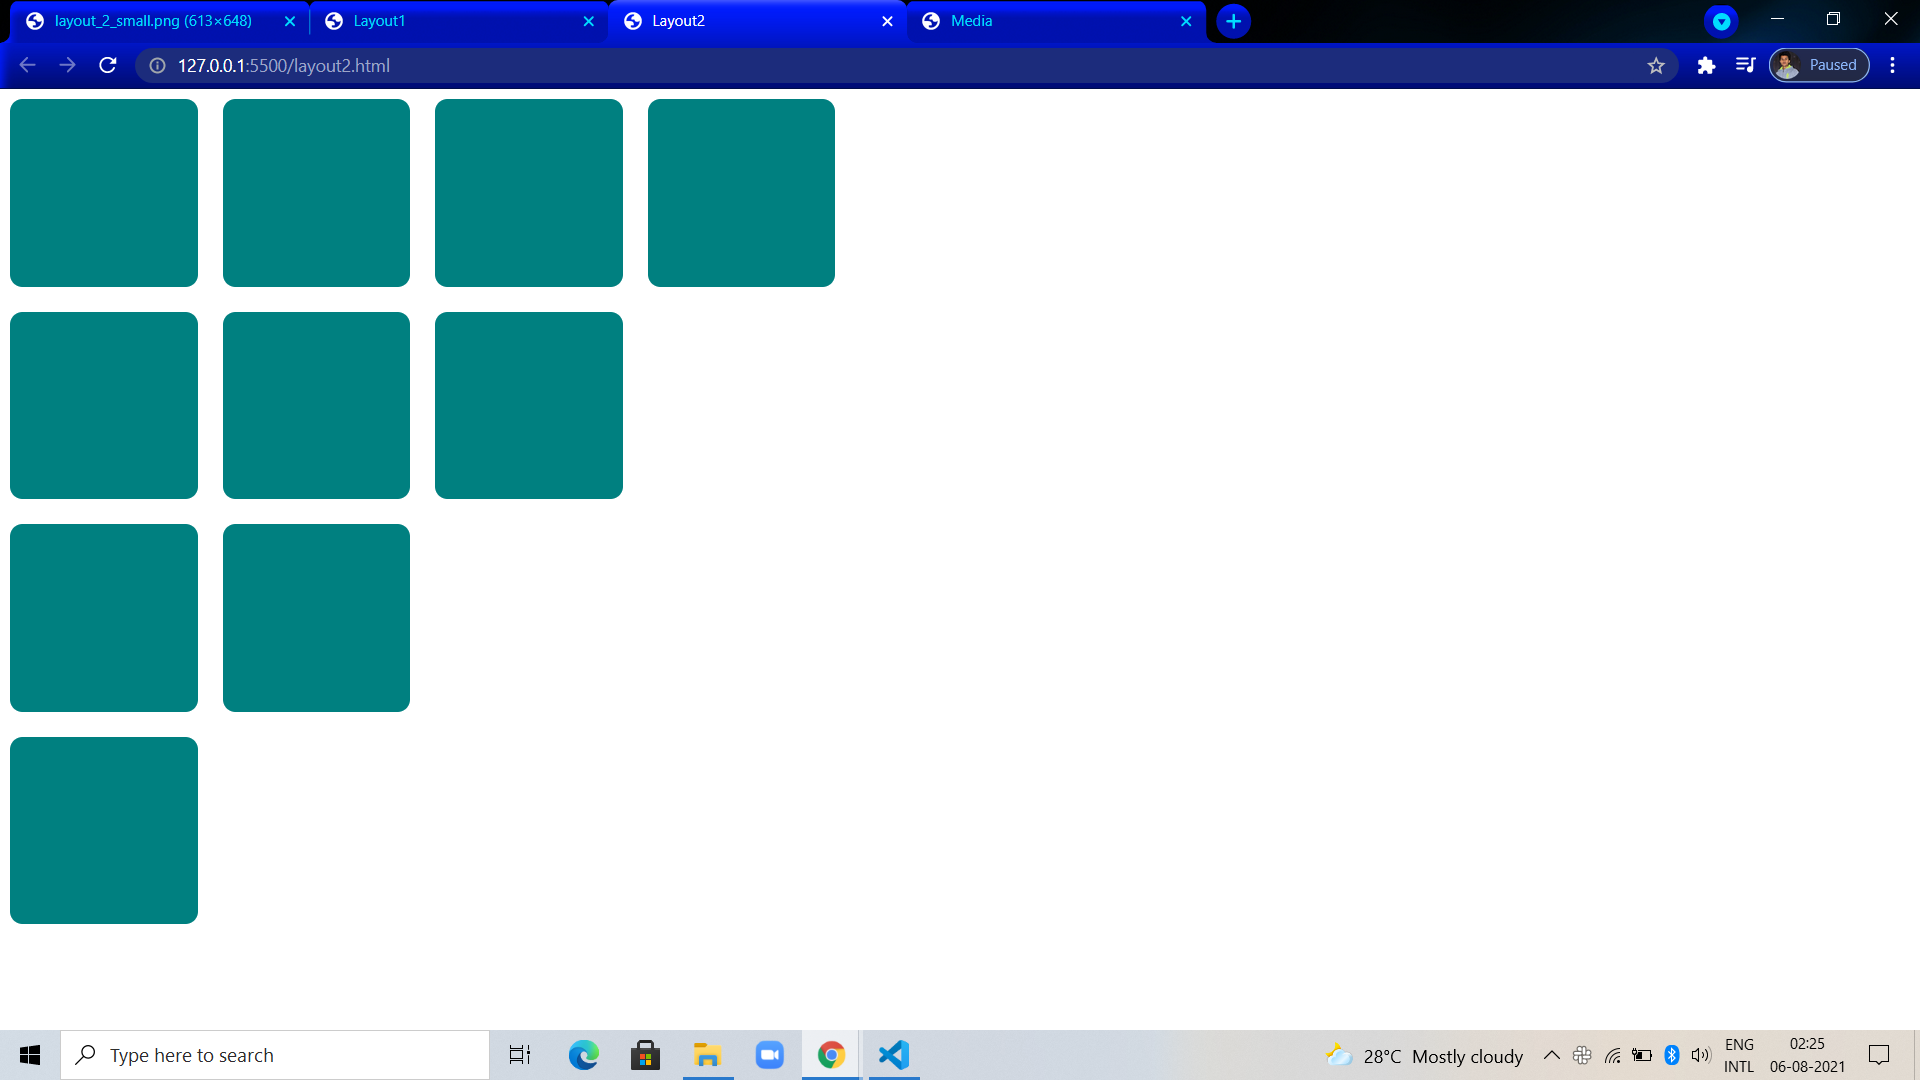 layout_2_small.png (613×648)
Layout1
Layout2
Media
127.0.0.1:5500/layout2.html
Paused
Type here to search
28°C Mostly cloudy
ENG
INTL
02:25
06-08-2021